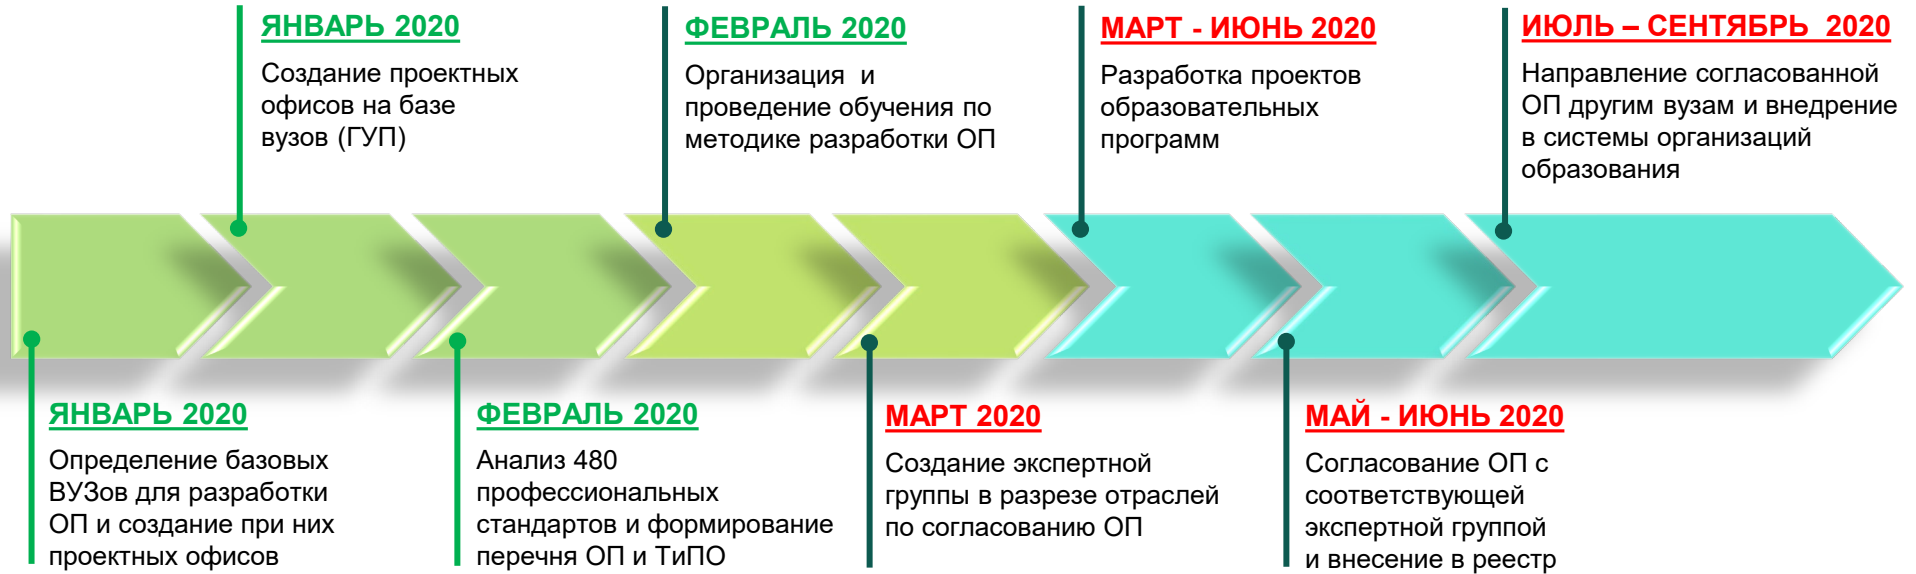 ЯНВАРЬ 2020
Создание проектных
офисов на базе
вузов (ГУП)
ФЕВРАЛЬ 2020
Организация и
проведение обучения по
методике разработки ОП
МАРТ - ИЮНЬ 2020
Разработка проектов
образовательных
программ
ИЮЛЬ – СЕНТЯБРЬ 2020
Направление согласованной
ОП другим вузам и внедрение
в системы организаций
образования
ЯНВАРЬ 2020
Определение базовых
ВУЗов для разработки
ОП и создание при них
проектных офисов
ФЕВРАЛЬ 2020
Анализ 480
профессиональных
стандартов и формирование
перечня ОП и ТиПО
МАРТ 2020
Создание экспертной
группы в разрезе отраслей
по согласованию ОП
МАЙ - ИЮНЬ 2020
Согласование ОП с
соответствующей
экспертной группой
и внесение в реестр